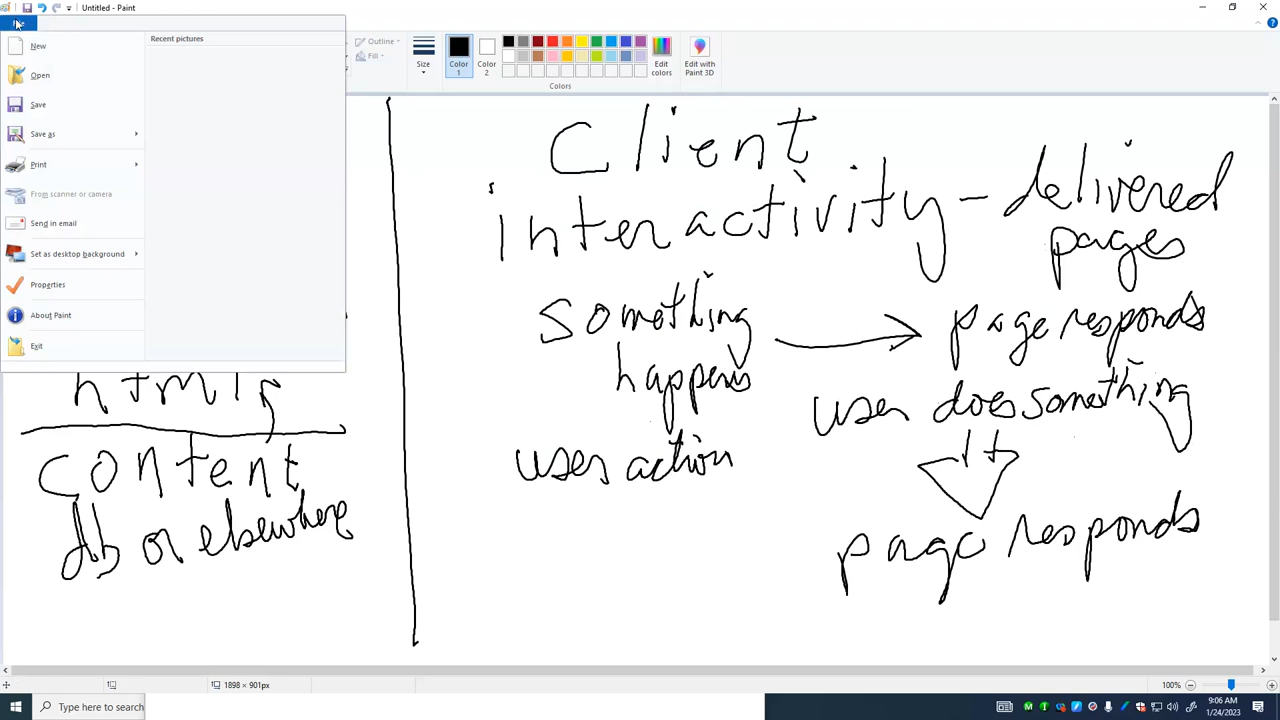 Untitled - Paint
Recent pictures
New
Open
Save
Save as
Print
From scanner or camera
Send in email
Set as desktop background
Properties
About Paint
Exit
Outline
Fill
Size
Color
1
Color
2
Edit
colors
Edit with
Paint 3D
Colors
html
content
db or elsewhere
Client
interactivity - delivered
pages
something
happens
page responds
user does something
user action
page responds
1898 × 901px
100%
Type here to search
9:06 AM
1/24/2023